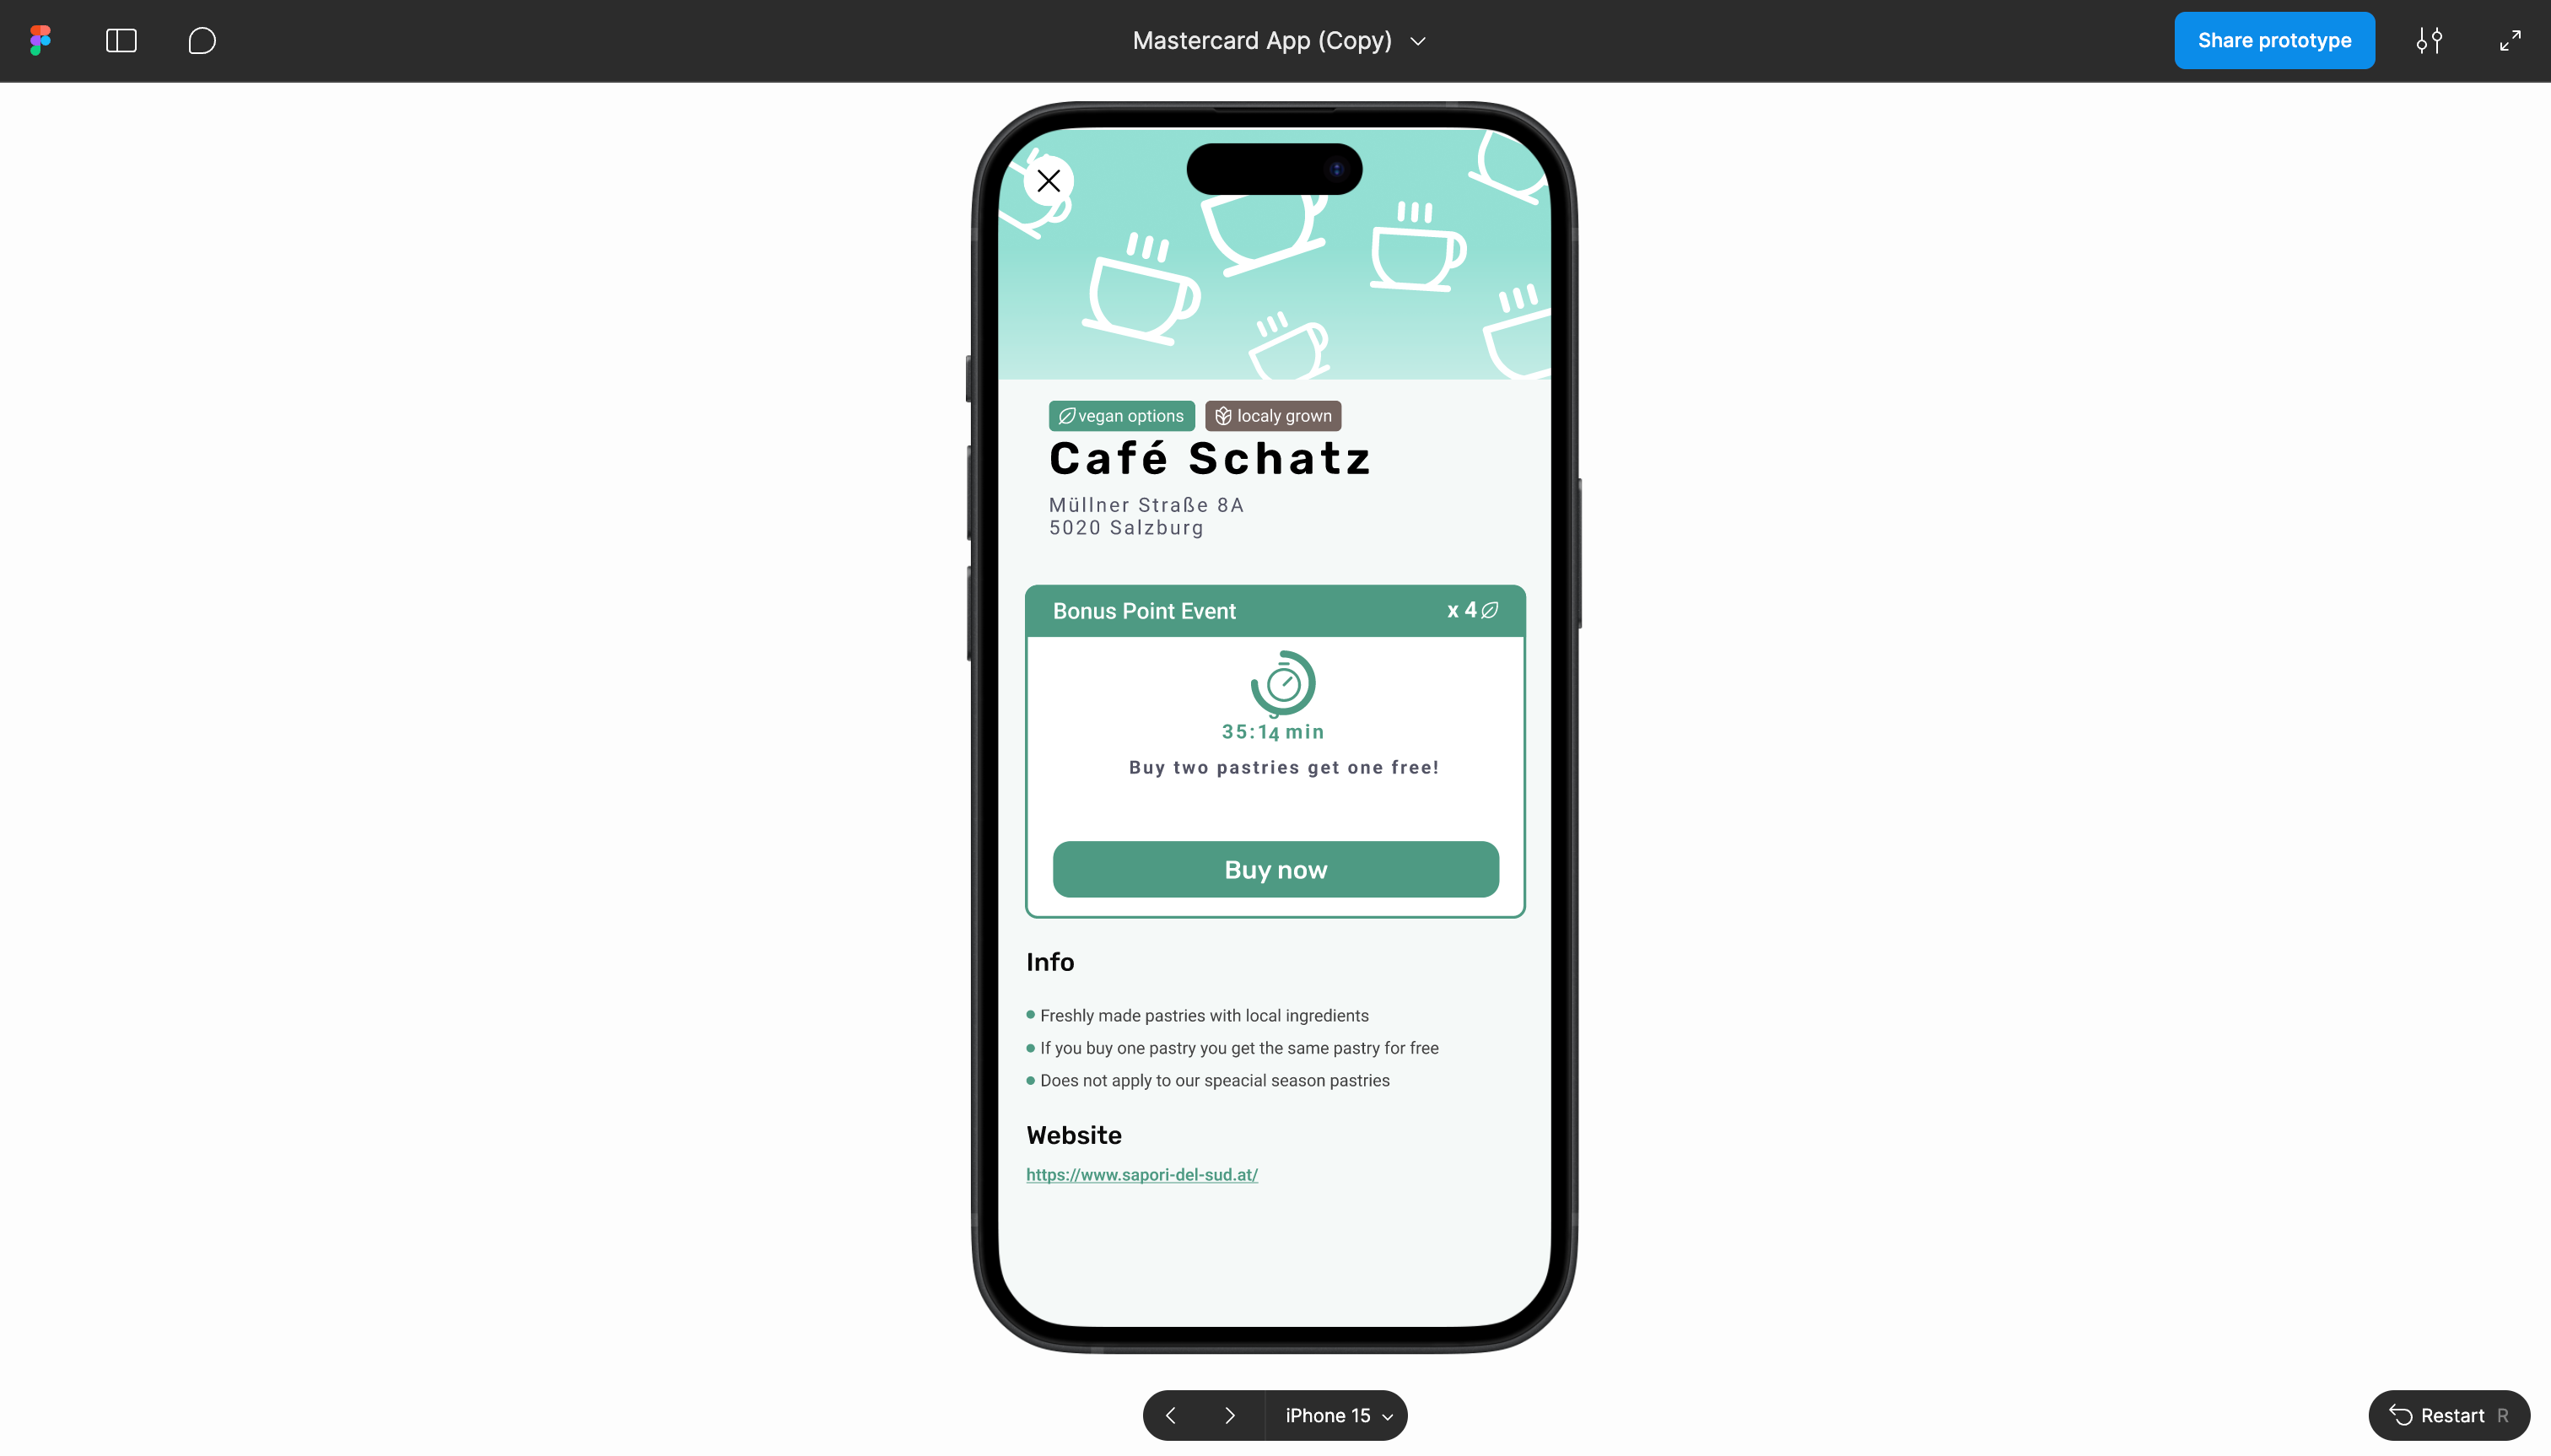 Mastercard App (Copy)
Share prototype
vegan options
localy grown
Café Schatz
Müllner Straße 8A
5020 Salzburg
Bonus Point Event
x 4
35:14 min
Buy two pastries get one free!
Buy now
Info
Freshly made pastries with local ingredients
If you buy one pastry you get the same pastry for free
Does not apply to our speacial season pastries
Website
https://www.sapori-del-sud.at/
iPhone 15
Restart R